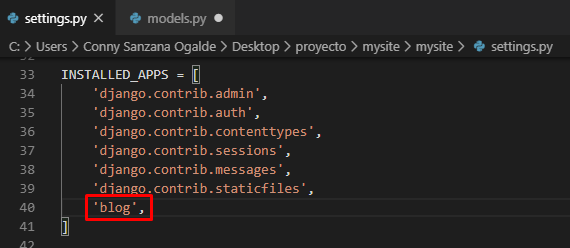 settings.py × models.py ●
C: > Users > Conny Sanzana Ogalde > Desktop > proyecto > mysite > mysite > settings.py
33 INSTALLED_APPS = [
34 'django.contrib.admin',
35 'django.contrib.auth',
36 'django.contrib.contenttypes',
37 'django.contrib.sessions',
38 'django.contrib.messages',
39 'django.contrib.staticfiles',
40 'blog',
41 ]
42